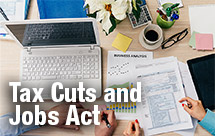 BUSINESS ANALYSIS
Tax Cuts and
Jobs Act